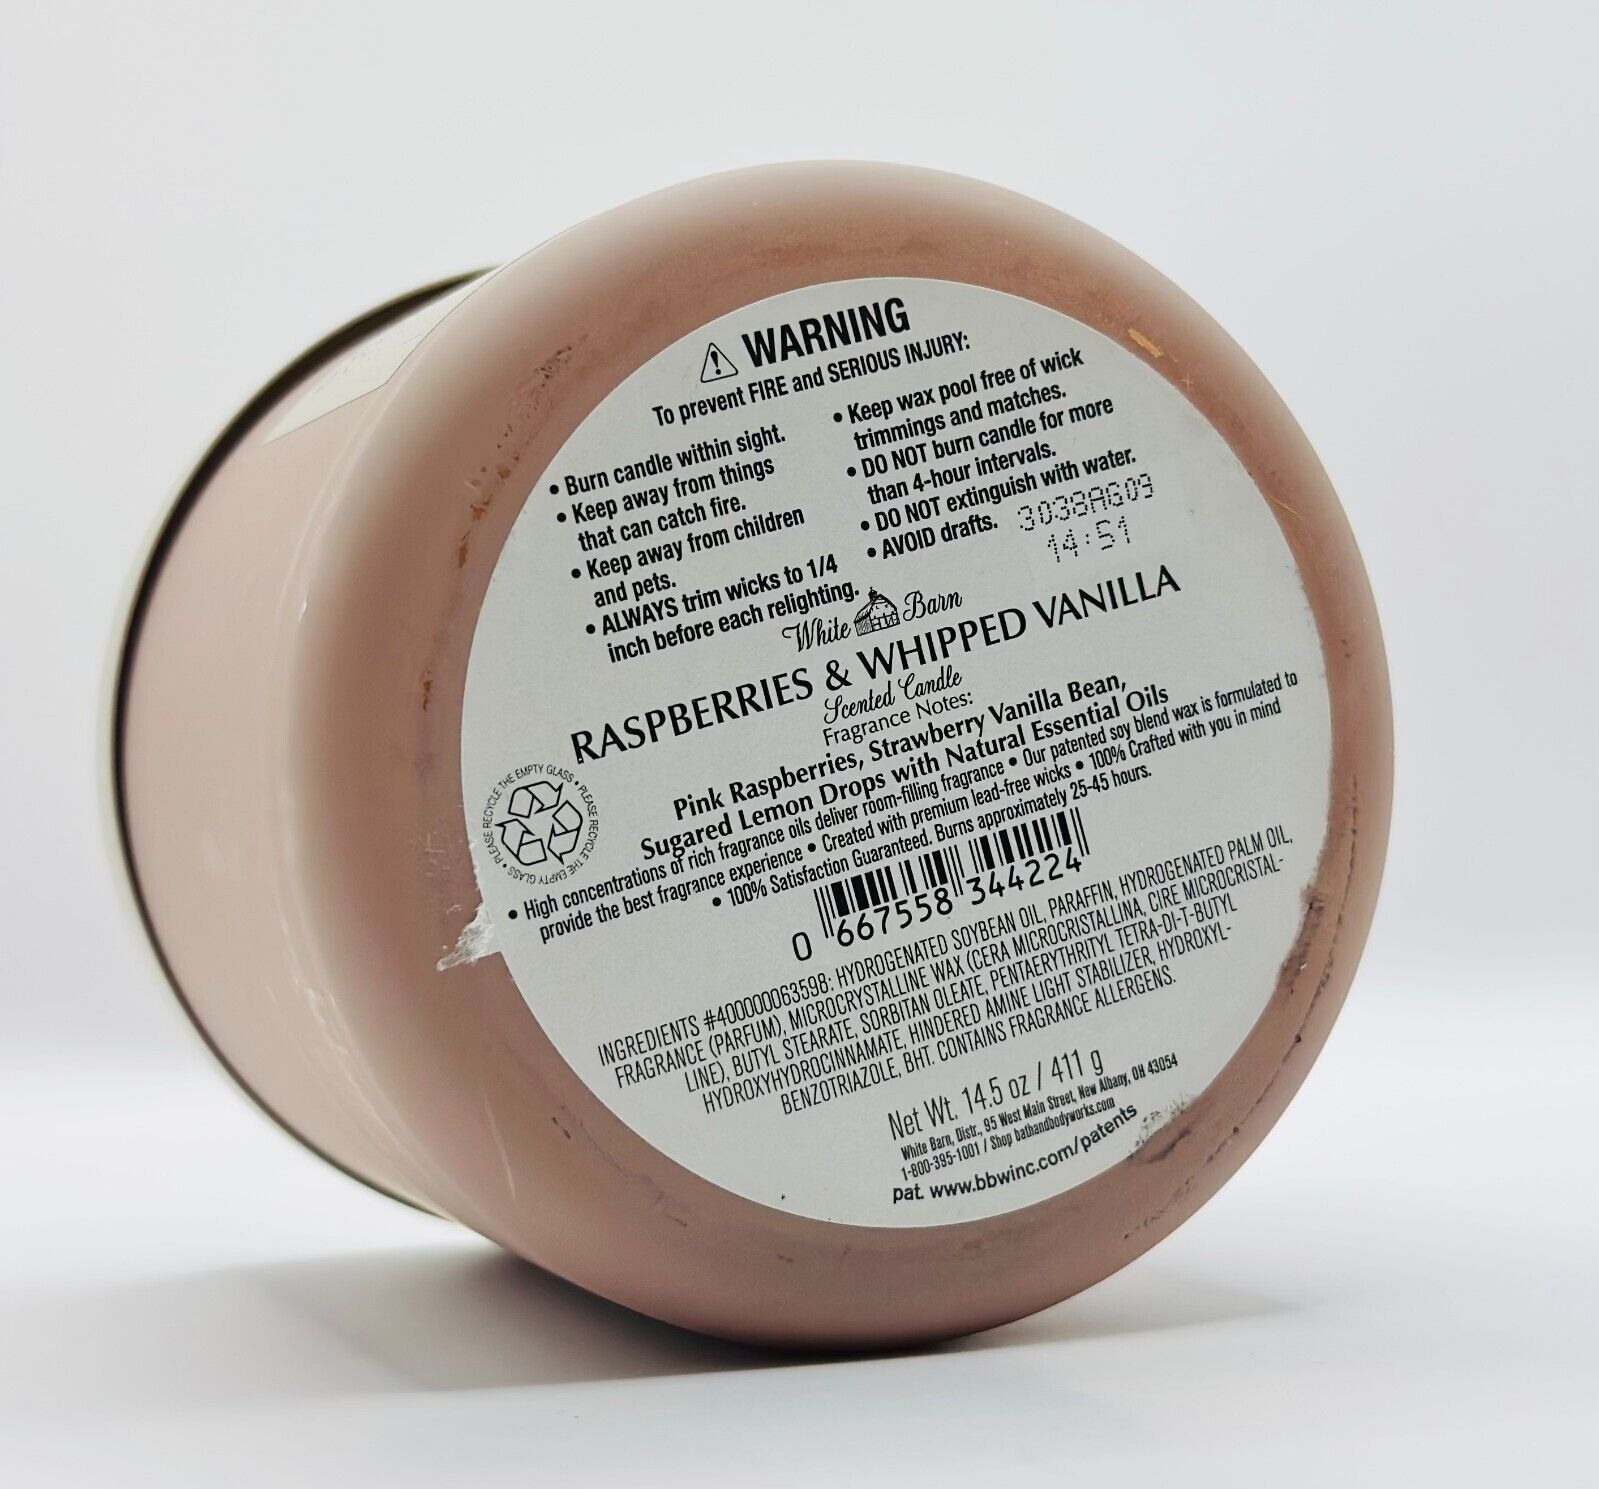 ⚠ WARNING
To prevent FIRE and SERIOUS INJURY:
• Burn candle within sight.
• Keep away from things
that can catch fire.
• Keep away from children
and pets.
• ALWAYS trim wicks to 1/4
inch before each relighting.
• Keep wax pool free of wick
trimmings and matches.
• DO NOT burn candle for more
than 4-hour intervals.
• DO NOT extinguish with water.
• AVOID drafts.
3038AG09
14:51
White Barn
RASPBERRIES & WHIPPED VANILLA
Scented Candle
Fragrance Notes:
Pink Raspberries, Strawberry Vanilla Bean,
Sugared Lemon Drops with Natural Essential Oils
• High concentrations of rich fragrance oils deliver room-filling fragrance • Our patented soy blend wax is formulated to
provide the best fragrance experience • Created with premium lead-free wicks • 100% Crafted with you in mind
• 100% Satisfaction Guaranteed. Burns approximately 25-45 hours.
PLEASE RECYCLE THE EMPTY GLASS • PLEASE RECYCLE THE EMPTY GLASS •
0 667558 344224
INGREDIENTS #400000063598: HYDROGENATED SOYBEAN OIL, PARAFFIN, HYDROGENATED PALM OIL,
FRAGRANCE (PARFUM), MICROCRYSTALLINE WAX (CERA MICROCRISTALLINA, CIRE MICROCRISTAL-
LINE), BUTYL STEARATE, SORBITAN OLEATE, PENTAERYTHRITYL TETRA-DI-T-BUTYL
HYDROXYHYDROCINNAMATE, HINDERED AMINE LIGHT STABILIZER, HYDROXYL-
BENZOTRIAZOLE, BHT. CONTAINS FRAGRANCE ALLERGENS.
Net Wt. 14.5 oz / 411 g
White Barn, Distr., 95 West Main Street, New Albany, OH 43054
1-800-395-1001 / Shop bathandbodyworks.com
pat. www.bbwinc.com/patents